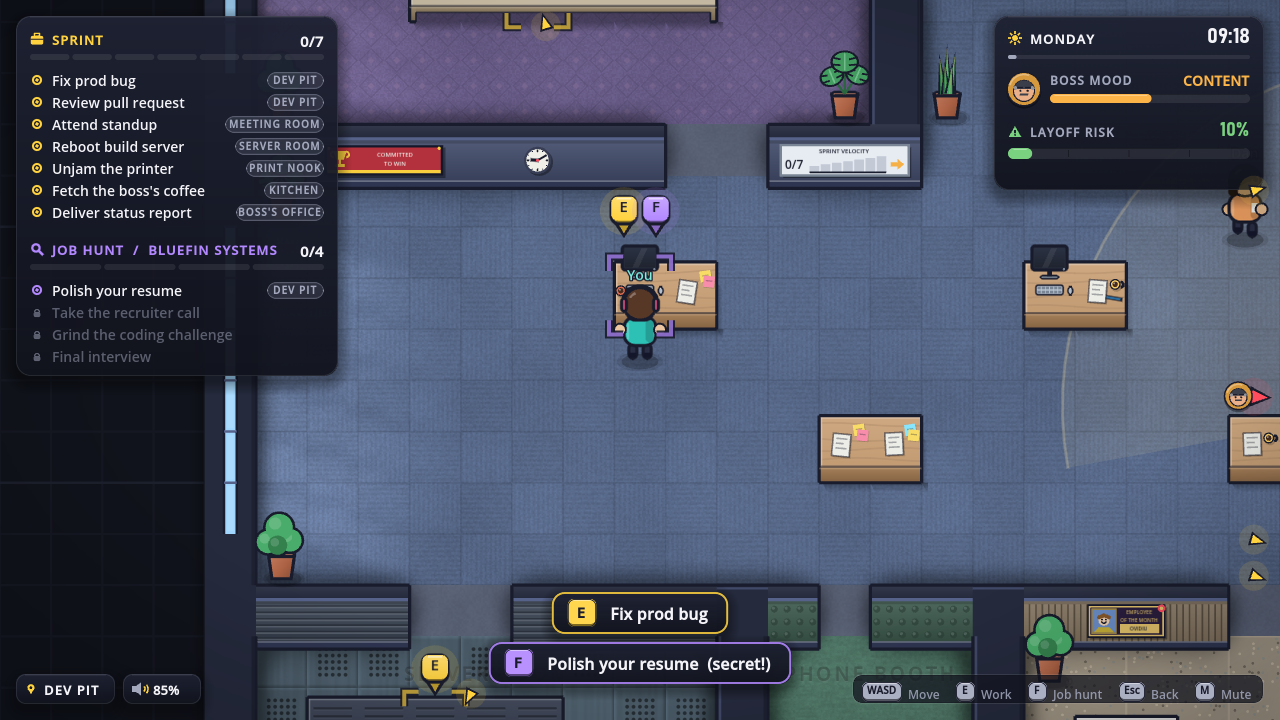 SPRINT 0/7
Fix prod bug DEV PIT
Review pull request DEV PIT
Attend standup MEETING ROOM
Reboot build server SERVER ROOM
Unjam the printer PRINT NOOK
Fetch the boss's coffee KITCHEN
Deliver status report BOSS'S OFFICE
JOB HUNT / BLUEFIN SYSTEMS 0/4
Polish your resume DEV PIT
Take the recruiter call
Grind the coding challenge
Final interview
MONDAY 09:18
BOSS MOOD CONTENT
LAYOFF RISK 10%
COMMITTED
TO WIN
SPRINT VELOCITY
0/7
E F
You
E Fix prod bug
F Polish your resume (secret!)
EMPLOYEE
OF THE MONTH
OVIDIU
E
HONE BOOTH
DEV PIT
85%
WASD Move E Work F Job hunt Esc Back M Mute